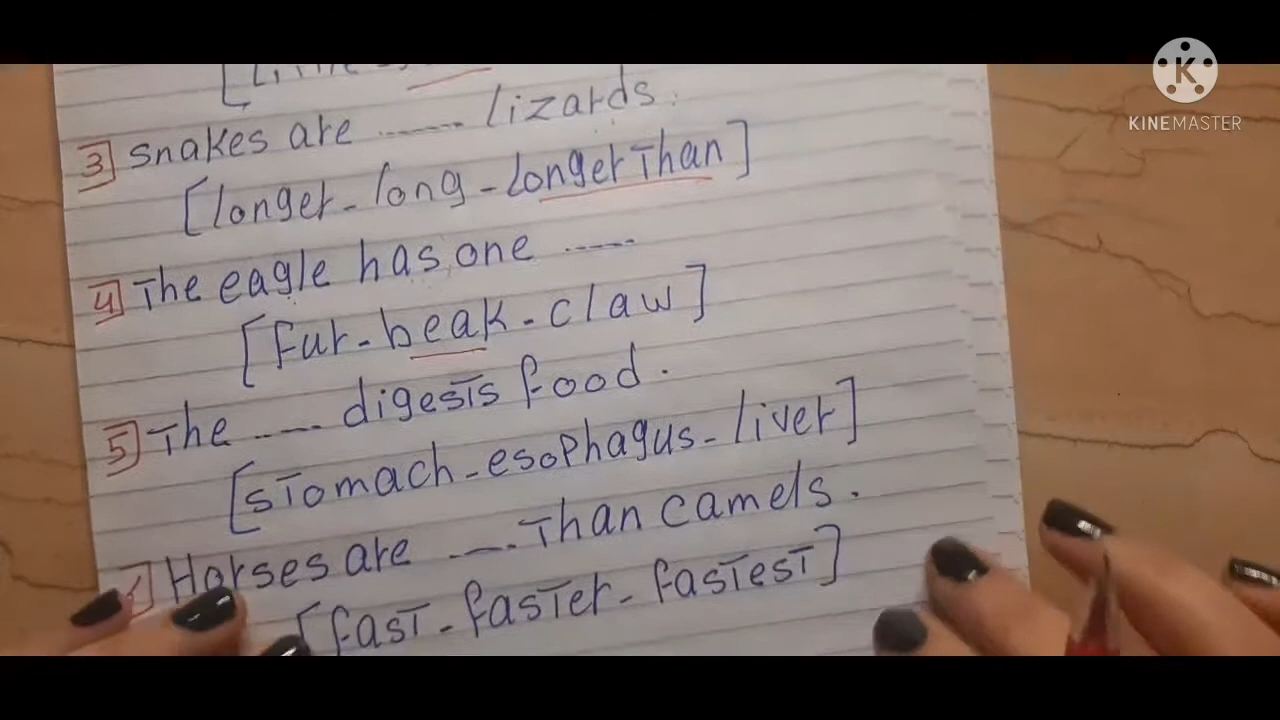 KINEMASTER
3 snakes are ...... lizards.
[longer - long - longer than]
4 The eagle has one ......
[fur - beak - claw]
5 The ...... digests food.
[stomach - esophagus - liver]
Horses are ...... Than camels.
[fast - faster - fastest]